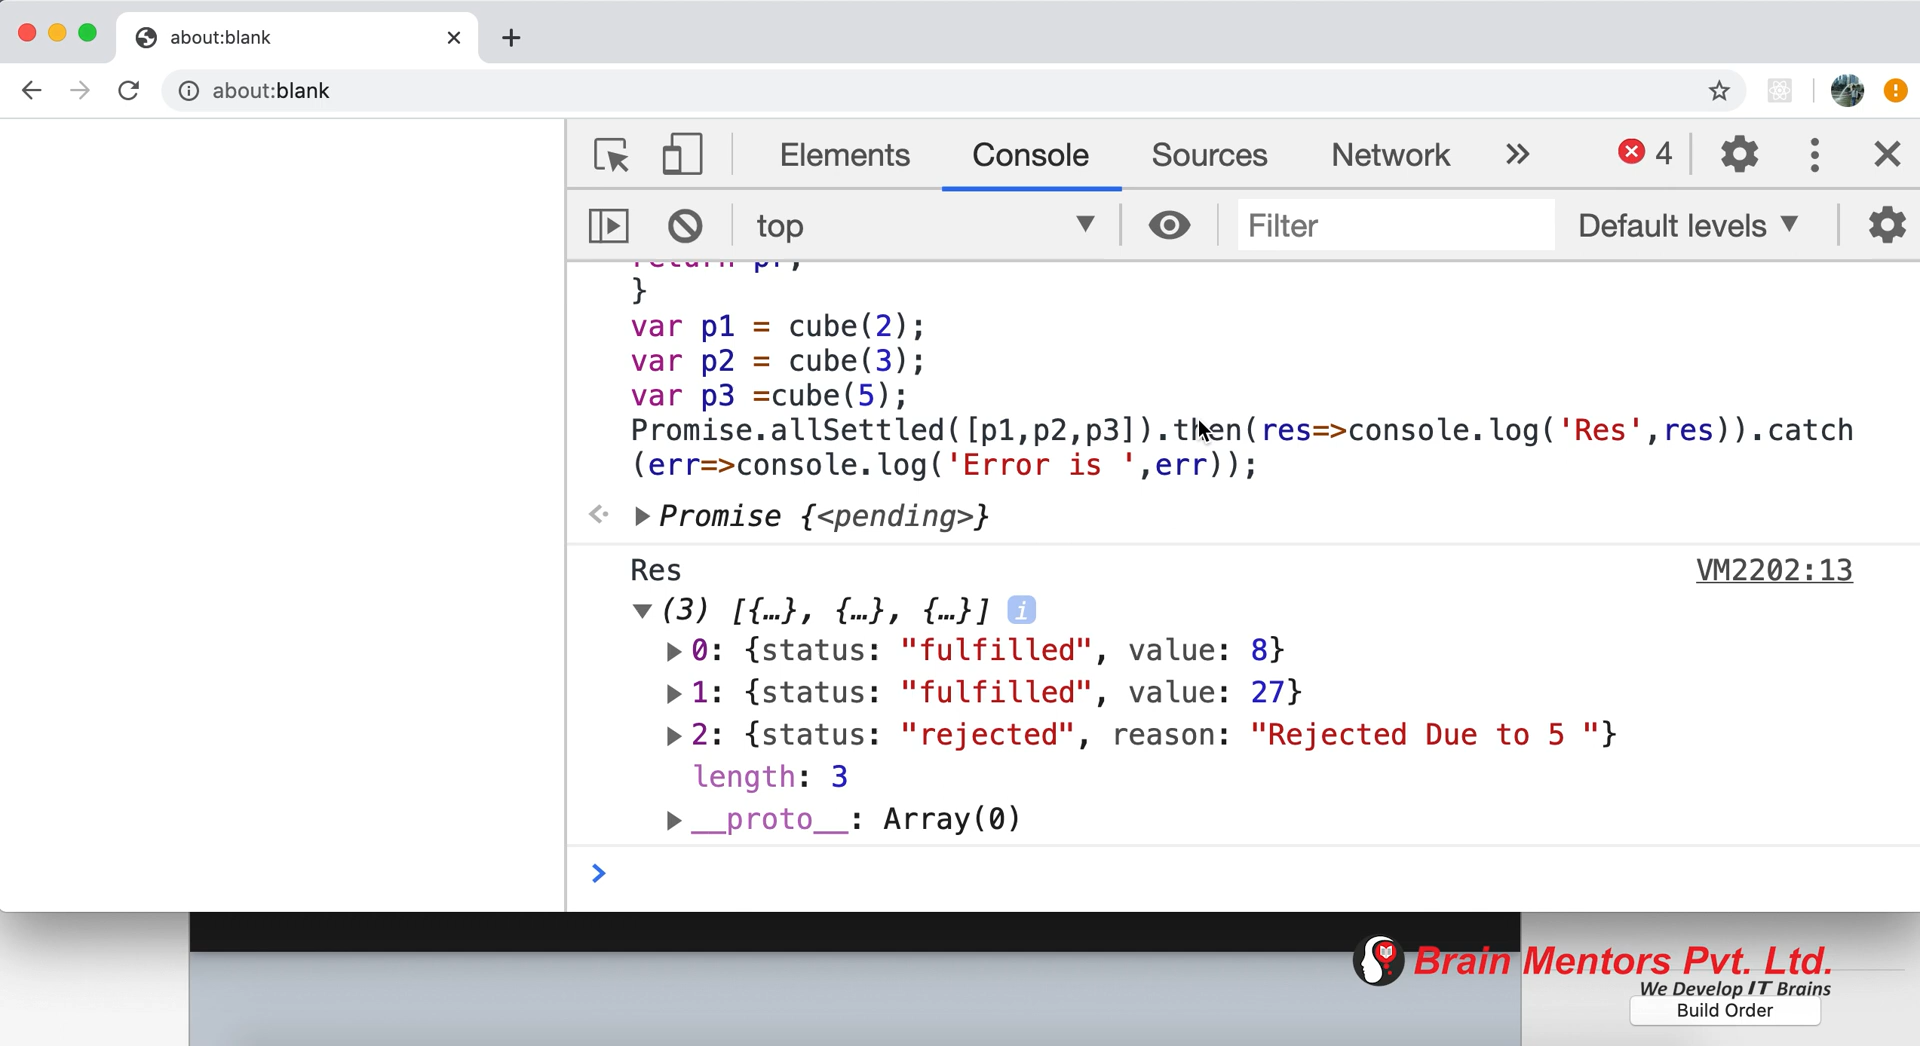 about:blank
about:blank
Elements Console Sources Network » 4
top Filter Default levels
return pr;
}
var p1 = cube(2);
var p2 = cube(3);
var p3 =cube(5);
Promise.allSettled([p1,p2,p3]).then(res=>console.log('Res',res)).catch
(err=>console.log('Error is ',err));
Promise {<pending>}
Res VM2202:13
(3) [{…}, {…}, {…}] i
0: {status: "fulfilled", value: 8}
1: {status: "fulfilled", value: 27}
2: {status: "rejected", reason: "Rejected Due to 5 "}
length: 3
__proto__: Array(0)
>
Brain Mentors Pvt. Ltd.
We Develop IT Brains
Build Order